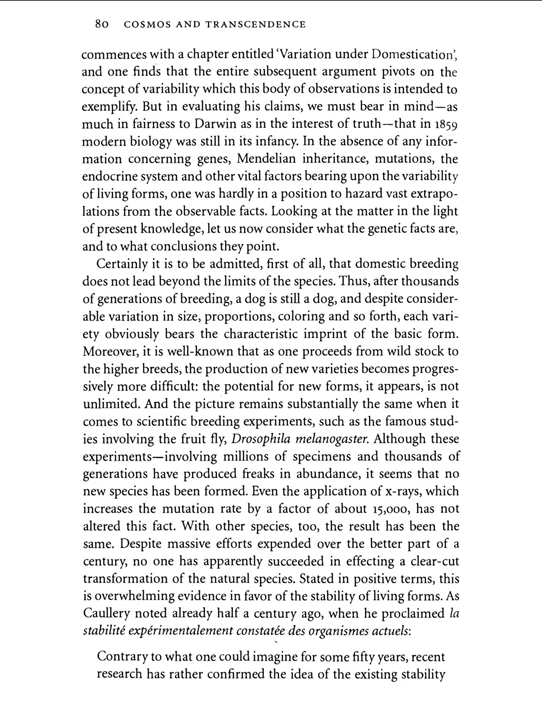 80 COSMOS AND TRANSCENDENCE
commences with a chapter entitled ‘Variation under Domestication’,
and one finds that the entire subsequent argument pivots on the
concept of variability which this body of observations is intended to
exemplify. But in evaluating his claims, we must bear in mind—as
much in fairness to Darwin as in the interest of truth—that in 1859
modern biology was still in its infancy. In the absence of any infor-
mation concerning genes, Mendelian inheritance, mutations, the
endocrine system and other vital factors bearing upon the variability
of living forms, one was hardly in a position to hazard vast extrapo-
lations from the observable facts. Looking at the matter in the light
of present knowledge, let us now consider what the genetic facts are,
and to what conclusions they point.
Certainly it is to be admitted, first of all, that domestic breeding
does not lead beyond the limits of the species. Thus, after thousands
of generations of breeding, a dog is still a dog, and despite consider-
able variation in size, proportions, coloring and so forth, each vari-
ety obviously bears the characteristic imprint of the basic form.
Moreover, it is well-known that as one proceeds from wild stock to
the higher breeds, the production of new varieties becomes progres-
sively more difficult: the potential for new forms, it appears, is not
unlimited. And the picture remains substantially the same when it
comes to scientific breeding experiments, such as the famous stud-
ies involving the fruit fly, Drosophila melanogaster. Although these
experiments—involving millions of specimens and thousands of
generations have produced freaks in abundance, it seems that no
new species has been formed. Even the application of x-rays, which
increases the mutation rate by a factor of about 15,000, has not
altered this fact. With other species, too, the result has been the
same. Despite massive efforts expended over the better part of a
century, no one has apparently succeeded in effecting a clear-cut
transformation of the natural species. Stated in positive terms, this
is overwhelming evidence in favor of the stability of living forms. As
Caullery noted already half a century ago, when he proclaimed la
stabilité expérimentalement constatée des organismes actuels:
Contrary to what one could imagine for some fifty years, recent
research has rather confirmed the idea of the existing stability